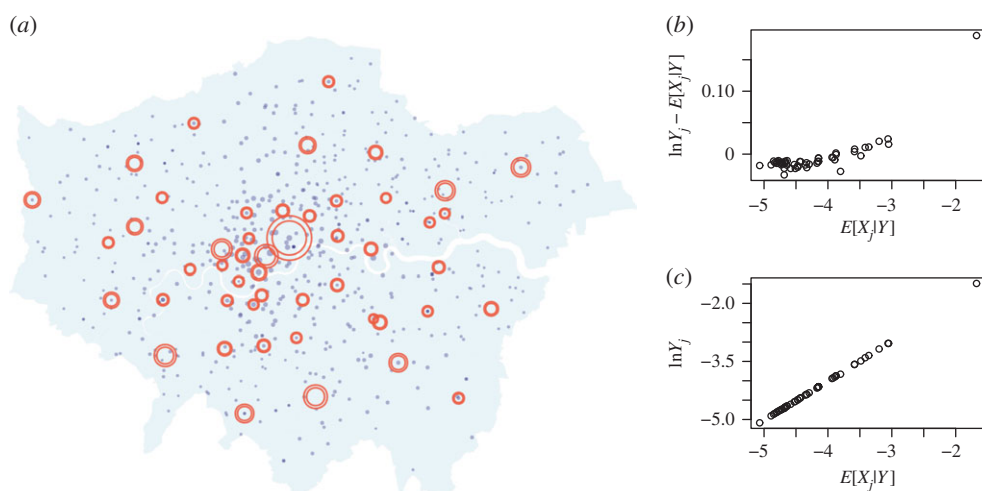 (a)
(b)
ln Y_j – E[X_j|Y]
0.10
0
–5 –4 –3 –2
E[X_j|Y]
(c)
ln Y_j
–2.0
–3.5
–5.0
–5 –4 –3 –2
E[X_j|Y]